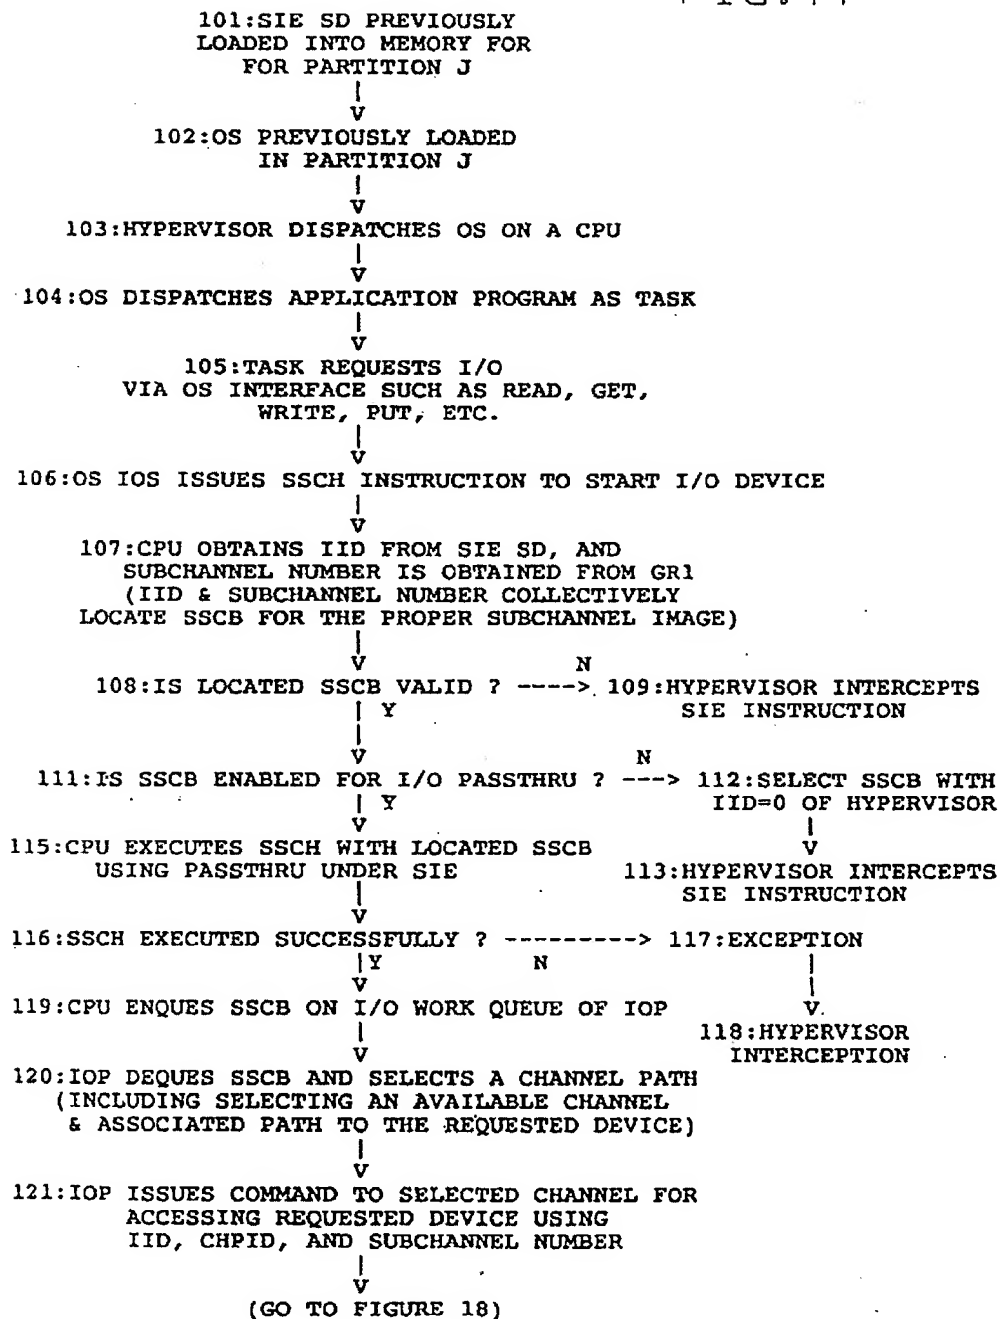 101:SIE SD PREVIOUSLY
LOADED INTO MEMORY FOR
FOR PARTITION J
102:OS PREVIOUSLY LOADED
IN PARTITION J
103:HYPERVISOR DISPATCHES OS ON A CPU
104:OS DISPATCHES APPLICATION PROGRAM AS TASK
105:TASK REQUESTS I/O
VIA OS INTERFACE SUCH AS READ, GET,
WRITE, PUT, ETC.
106:OS IOS ISSUES SSCH INSTRUCTION TO START I/O DEVICE
107:CPU OBTAINS IID FROM SIE SD, AND
SUBCHANNEL NUMBER IS OBTAINED FROM GR1
(IID & SUBCHANNEL NUMBER COLLECTIVELY
LOCATE SSCB FOR THE PROPER SUBCHANNEL IMAGE)
N
108:IS LOCATED SSCB VALID ? ----> 109:HYPERVISOR INTERCEPTS
Y SIE INSTRUCTION
N
111:IS SSCB ENABLED FOR I/O PASSTHRU ? ---> 112:SELECT SSCB WITH
Y IID=0 OF HYPERVISOR
115:CPU EXECUTES SSCH WITH LOCATED SSCB
USING PASSTHRU UNDER SIE 113:HYPERVISOR INTERCEPTS
SIE INSTRUCTION
116:SSCH EXECUTED SUCCESSFULLY ? ---------> 117:EXCEPTION
Y N
119:CPU ENQUES SSCB ON I/O WORK QUEUE OF IOP
118:HYPERVISOR
INTERCEPTION
120:IOP DEQUES SSCB AND SELECTS A CHANNEL PATH
(INCLUDING SELECTING AN AVAILABLE CHANNEL
& ASSOCIATED PATH TO THE REQUESTED DEVICE)
121:IOP ISSUES COMMAND TO SELECTED CHANNEL FOR
ACCESSING REQUESTED DEVICE USING
IID, CHPID, AND SUBCHANNEL NUMBER
(GO TO FIGURE 18)